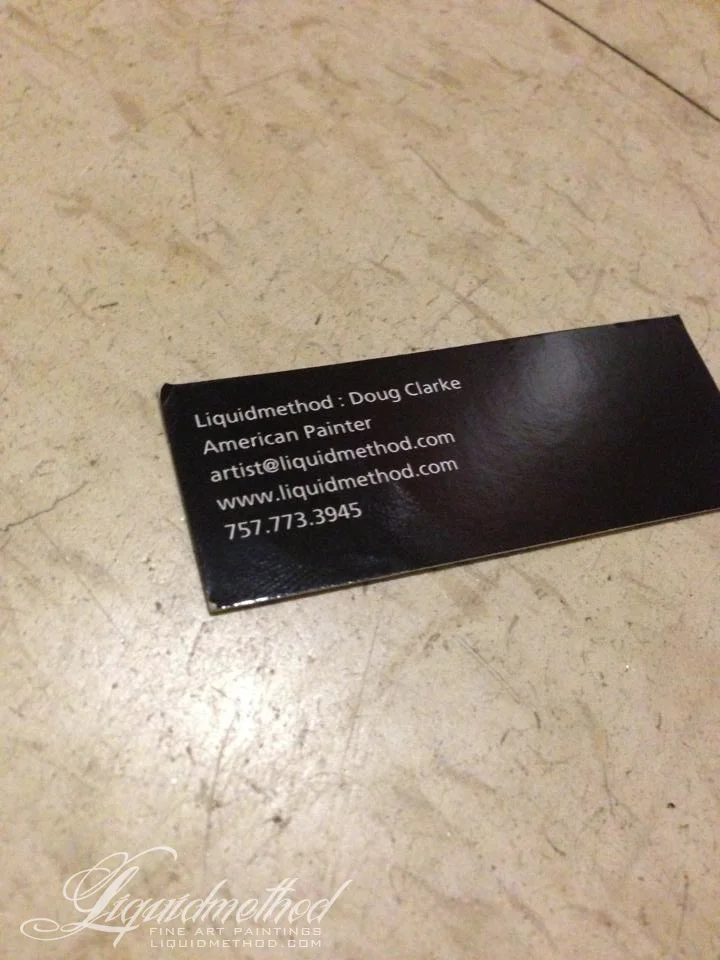 Liquidmethod : Doug Clarke
American Painter
artist@liquidmethod.com
www.liquidmethod.com
757.773.3945
Liquidmethod
FINE ART PAINTINGS
LIQUIDMETHOD.COM